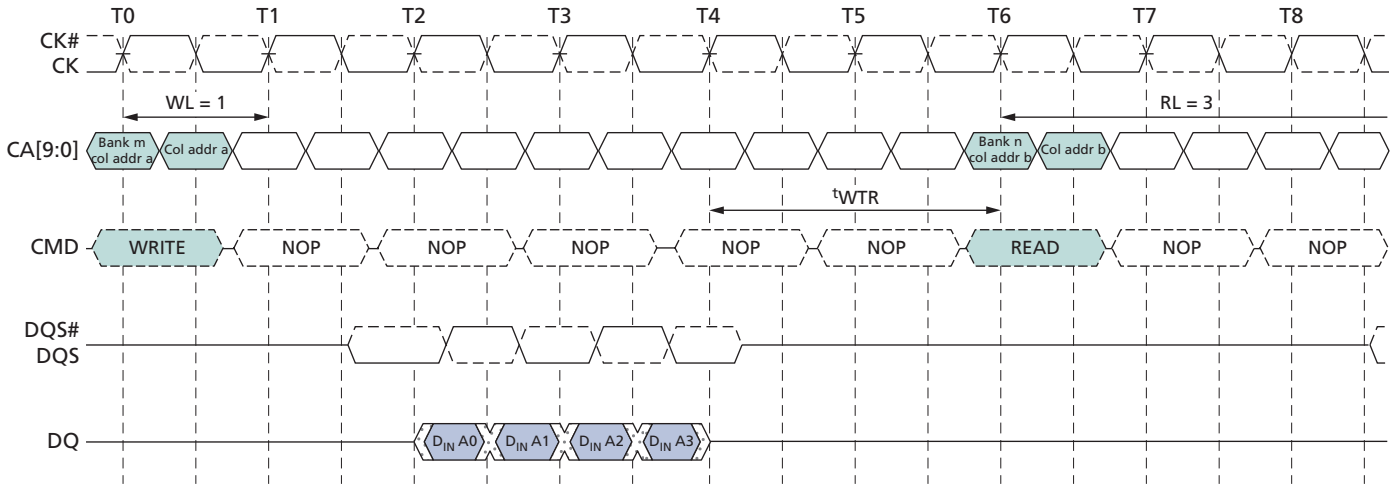 T0 T1 T2 T3 T4 T5 T6 T7 T8
CK#
CK
WL = 1 RL = 3
CA[9:0] Bank m col addr a Col addr a Bank n col addr b Col addr b
tWTR
CMD WRITE NOP NOP NOP NOP NOP READ NOP NOP
DQS#
DQS
DQ DIN A0 DIN A1 DIN A2 DIN A3